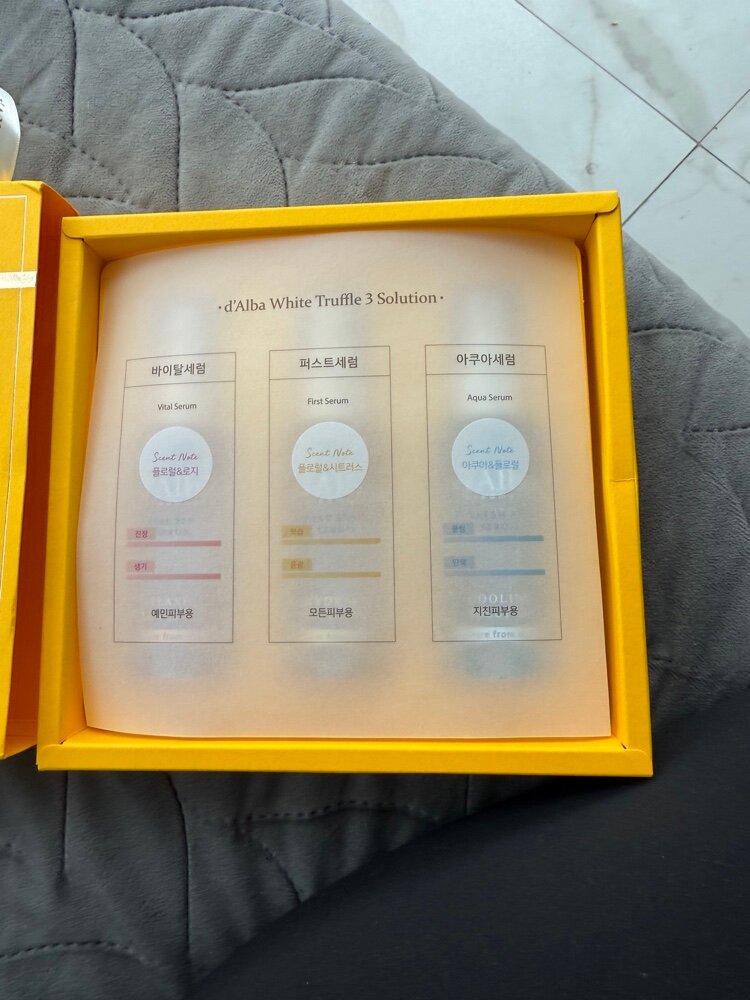 · d'Alba White Truffle 3 Solution ·
바이탈세럼
Vital Serum
Scent Note
플로럴&로지
진정
생기
예민피부용
퍼스트세럼
First Serum
Scent Note
플로럴&시트러스
보습
윤광
모든피부용
아쿠아세럼
Aqua Serum
Scent Note
아쿠아&플로럴
쿨링
탄력
지친피부용
from